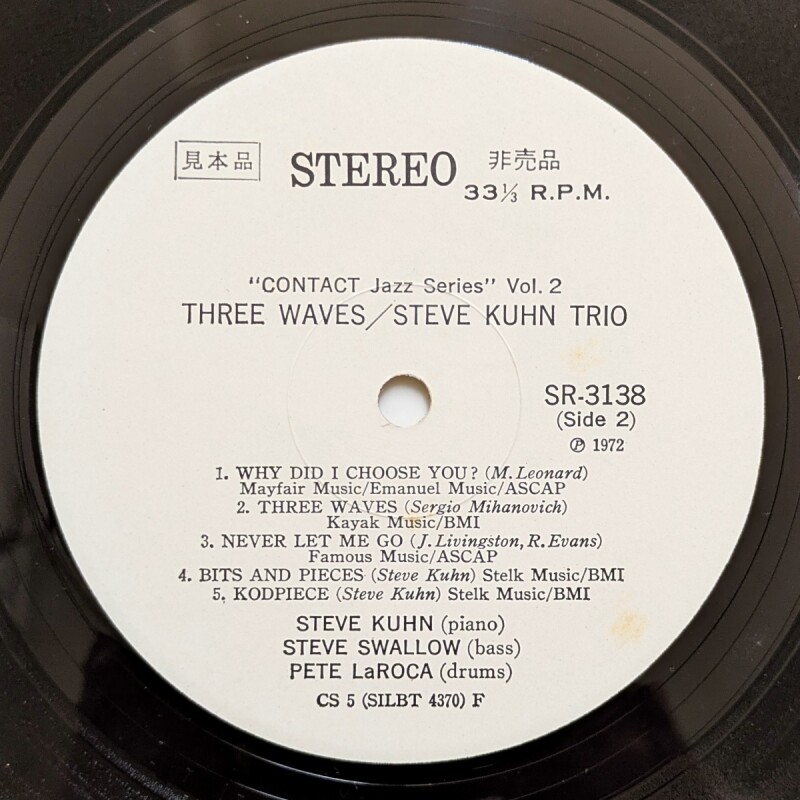 見本品 STEREO 非売品
33⅓ R.P.M.
"CONTACT Jazz Series" Vol. 2
THREE WAVES/STEVE KUHN TRIO
SR-3138
(Side 2)
℗ 1972
1. WHY DID I CHOOSE YOU? (M. Leonard)
Mayfair Music/Emanuel Music/ASCAP
2. THREE WAVES (Sergio Mihanovich)
Kayak Music/BMI
3. NEVER LET ME GO (J. Livingston, R. Evans)
Famous Music/ASCAP
4. BITS AND PIECES (Steve Kuhn) Stelk Music/BMI
5. KODPIECE (Steve Kuhn) Stelk Music/BMI
STEVE KUHN (piano)
STEVE SWALLOW (bass)
PETE LaROCA (drums)
CS 5 (SILBT 4370) F